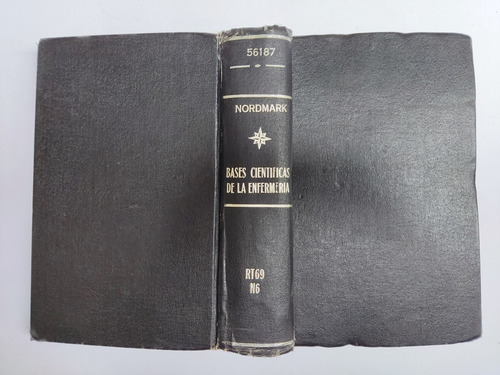 56187
NORDMARK
BASES CIENTIFICAS
DE LA ENFERMERIA
RT69
N6